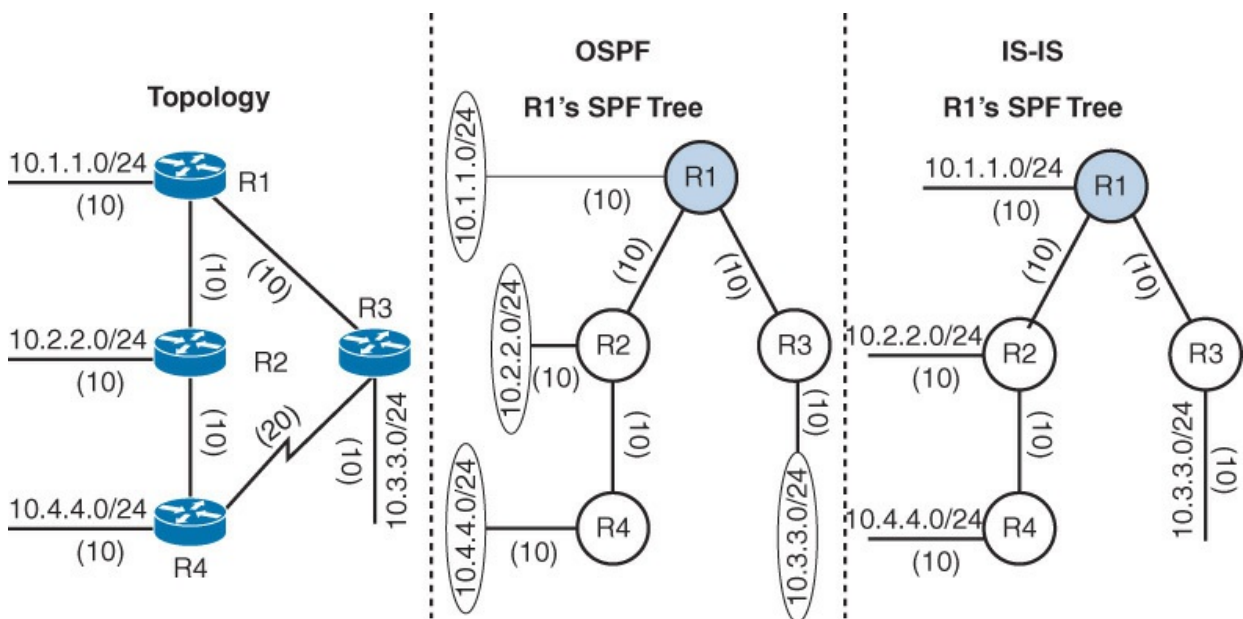 Topology
10.1.1.0/24
(10)
R1
(10)
(10)
R3
10.2.2.0/24
(10)
R2
(10)
(20)
(10)
10.3.3.0/24
10.4.4.0/24
(10)
R4
OSPF
R1's SPF Tree
10.1.1.0/24
(10)
R1
(10)
(10)
10.2.2.0/24
(10)
R2
R3
(10)
(10)
10.4.4.0/24
(10)
R4
10.3.3.0/24
IS-IS
R1's SPF Tree
10.1.1.0/24
(10)
R1
(10)
(10)
10.2.2.0/24
(10)
R2
R3
(10)
10.3.3.0/24
(10)
10.4.4.0/24
(10)
R4